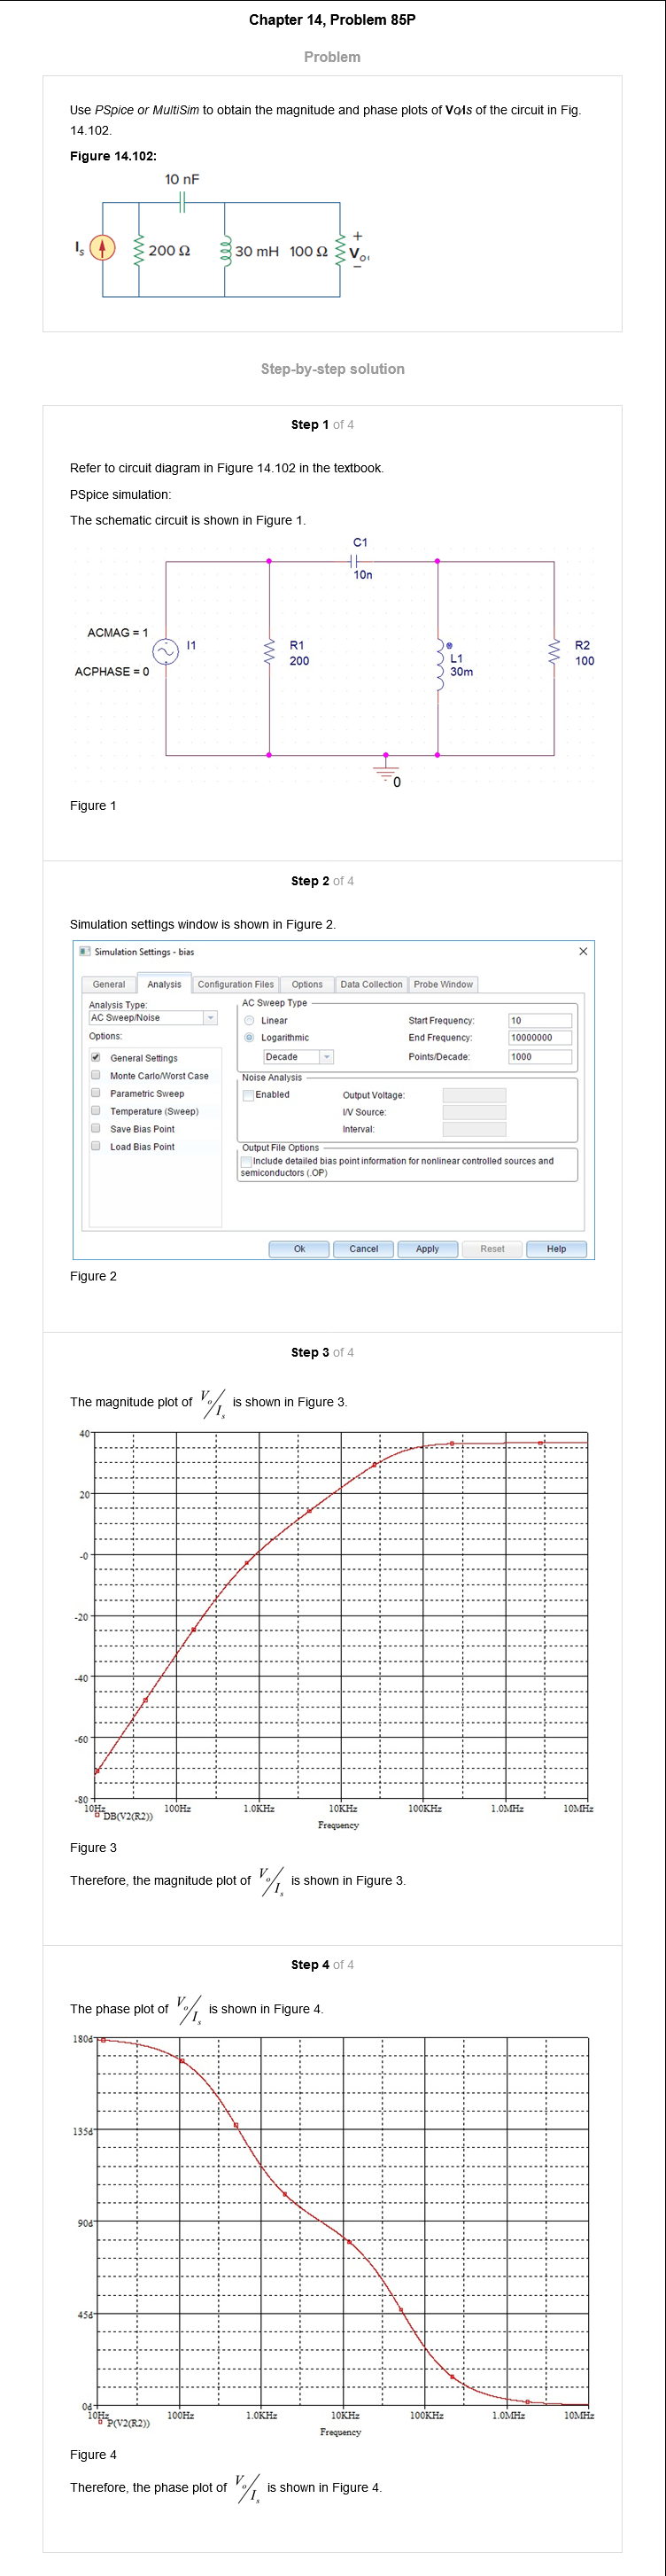 Chapter 14, Problem 85P
Problem
Use PSpice or MultiSim to obtain the magnitude and phase plots of Vo/Is of the circuit in Fig.
14.102.
Figure 14.102:
10 nF
Is
200 Ω
30 mH
100 Ω
+
Vo
−
Step-by-step solution
Step 1 of 4
Refer to circuit diagram in Figure 14.102 in the textbook.
PSpice simulation:
The schematic circuit is shown in Figure 1.
C1
10n
ACMAG = 1
I1
R1
R2
200
L1
100
ACPHASE = 0
30m
0
Figure 1
Step 2 of 4
Simulation settings window is shown in Figure 2.
Simulation Settings - bias
General Analysis Configuration Files Options Data Collection Probe Window
Analysis Type:
AC Sweep/Noise
Options:
General Settings
Monte Carlo/Worst Case
Parametric Sweep
Temperature (Sweep)
Save Bias Point
Load Bias Point
AC Sweep Type
Linear
Logarithmic
Decade
Start Frequency: 10
End Frequency: 10000000
Points/Decade: 1000
Noise Analysis
Enabled
Output Voltage:
I/V Source:
Interval:
Output File Options
Include detailed bias point information for nonlinear controlled sources and
semiconductors (.OP)
Ok Cancel Apply Reset Help
Figure 2
Step 3 of 4
The magnitude plot of Vo/Is is shown in Figure 3.
40
20
-0
-20
-40
-60
-80
10Hz 100Hz 1.0KHz 10KHz 100KHz 1.0MHz 10MHz
DB(V2(R2))
Frequency
Figure 3
Therefore, the magnitude plot of Vo/Is is shown in Figure 3.
Step 4 of 4
The phase plot of Vo/Is is shown in Figure 4.
180d
135d
90d
45d
0d
10Hz 100Hz 1.0KHz 10KHz 100KHz 1.0MHz 10MHz
P(V2(R2))
Frequency
Figure 4
Therefore, the phase plot of Vo/Is is shown in Figure 4.